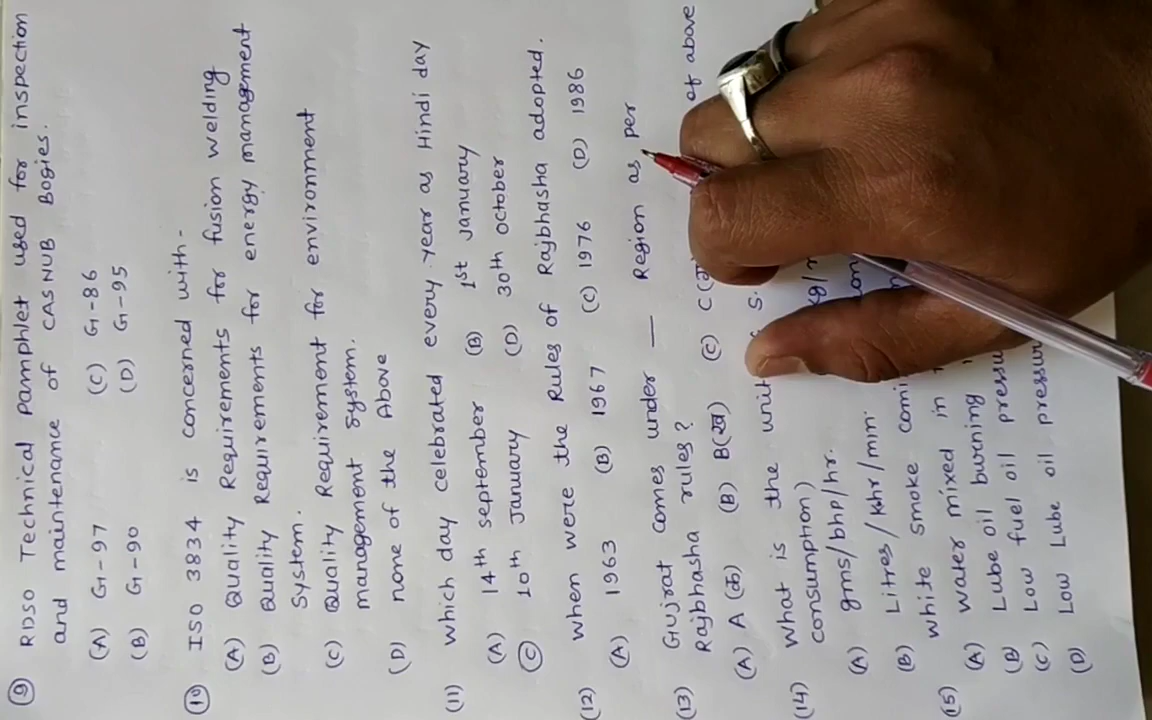 (9) RDSO Technical Pamphlet used for inspection
and maintenance of CASNUB Bogies.
(A) G-97 (C) G-86
(B) G-90 (D) G-95
(10) ISO 3834 is concerned with-
(A) Quality Requirements for fusion welding
(B) Quality Requirements for energy management
System.
(C) Quality Requirement for environment
management system.
(D) none of the Above
(11) which day celebrated every year as Hindi day
(A) 14th september (B) 1st January
(C) 10th January (D) 30th october
(12) when were the Rules of Rajbhasha adopted.
(A) 1963 (B) 1967 (C) 1976 (D) 1986
(13) Gujrat comes under — Region as per
Rajbhasha rules?
(A) A (क) (B) B(ख) (C) C of above
(14) What is the unit S.
consumption)
(A) gms/bhp/hr.
(B) Litres/khr/min.
(15) white smoke
(A) water mixed in
(B) Lube oil burning
(C) Low fuel oil
(D) Low Lube oil